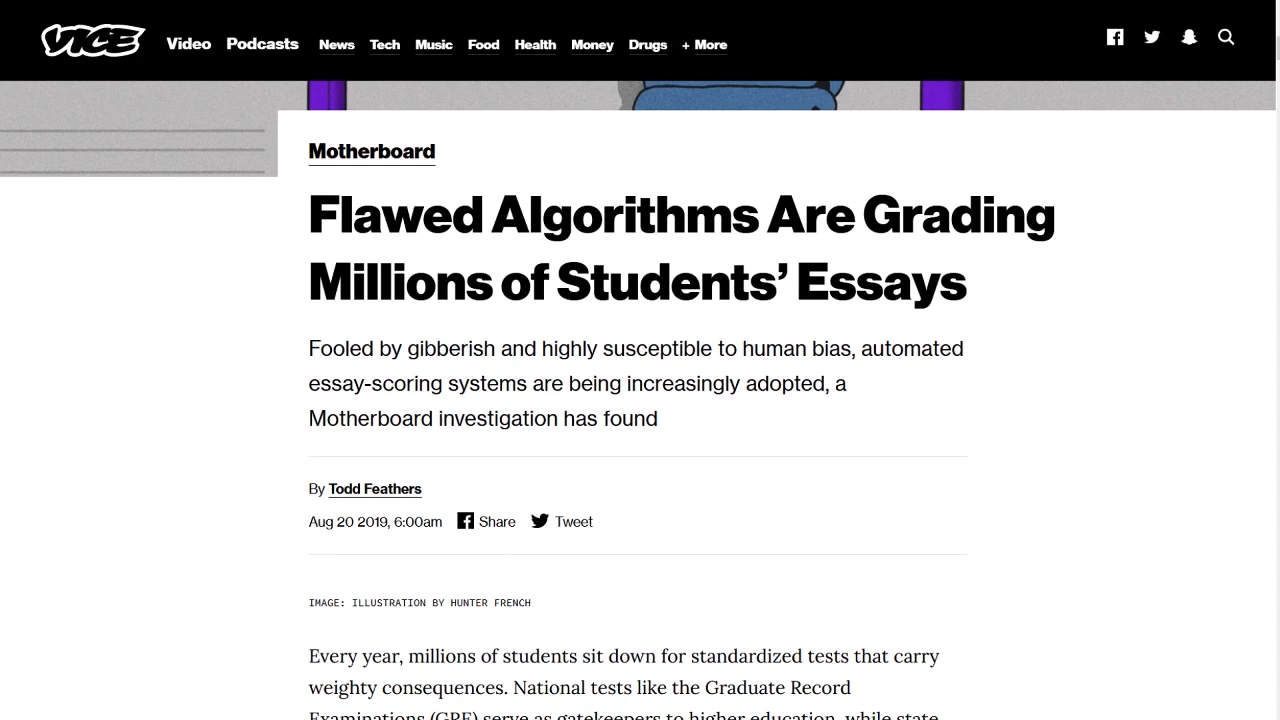 VICE Video Podcasts News Tech Music Food Health Money Drugs + More
Motherboard
Flawed Algorithms Are Grading
Millions of Students’ Essays
Fooled by gibberish and highly susceptible to human bias, automated
essay-scoring systems are being increasingly adopted, a
Motherboard investigation has found
By Todd Feathers
Aug 20 2019, 6:00am Share Tweet
IMAGE: ILLUSTRATION BY HUNTER FRENCH
Every year, millions of students sit down for standardized tests that carry
weighty consequences. National tests like the Graduate Record
Examinations (GRE) serve as gatekeepers to higher education, while state